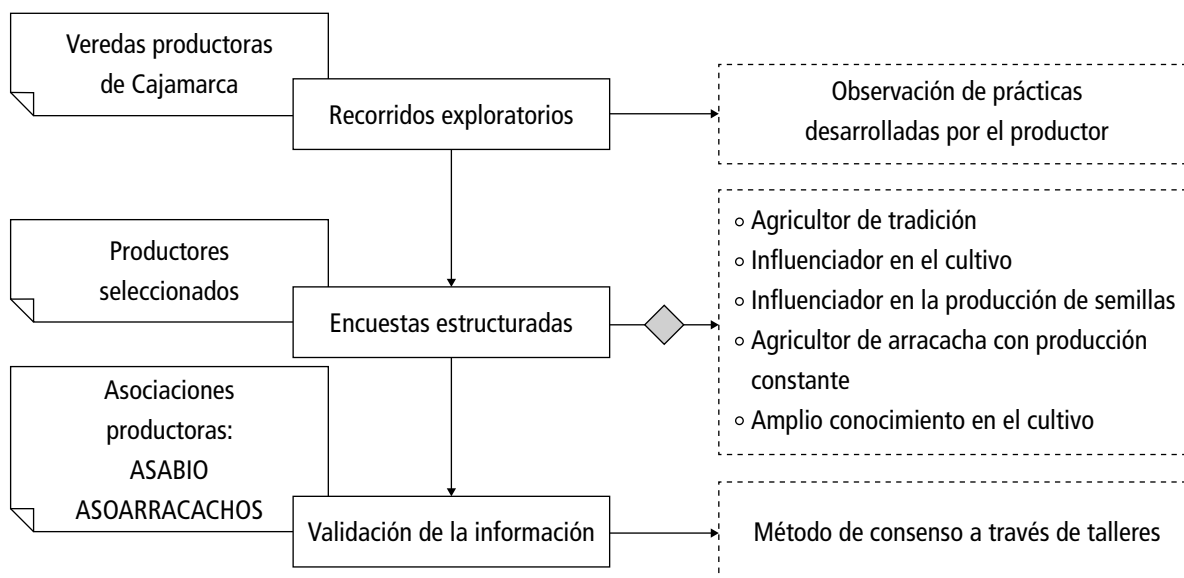 Veredas productoras
de Cajamarca
Recorridos exploratorios
Observación de prácticas
desarrolladas por el productor
Productores
seleccionados
Encuestas estructuradas
Agricultor de tradición
Influenciador en el cultivo
Influenciador en la producción de semillas
Agricultor de arracacha con producción
constante
Amplio conocimiento en el cultivo
Asociaciones
productoras:
ASABIO
ASOARRACACHOS
Validación de la información
Método de consenso a través de talleres